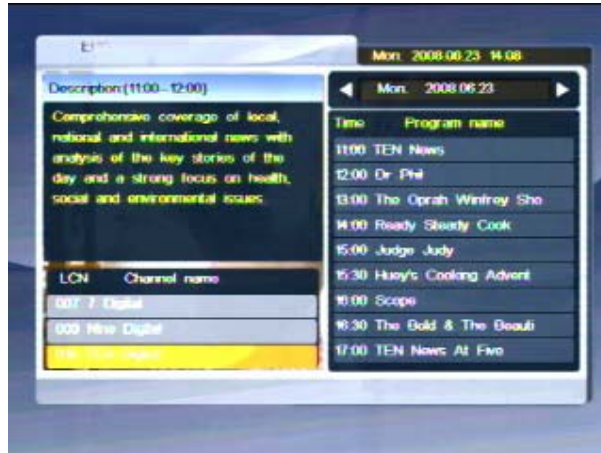 Mon. 2008.06.23 14:08
Description:(11:00--12:00)
Comprehensive coverage of local,
national and international news with
analysis of the key stories of the
day and a strong focus on health,
social and environmental issues
LCN Channel name
007 7 Digital
009 Nine Digital
Digital
Mon. 2008.06.23
Time Program name
11:00 TEN News
12:00 Dr Phil
13:00 The Oprah Winfrey Sho
14:00 Ready Steady Cook
15:00 Judge Judy
15:30 Huey's Cooking Advent
16:00 Scope
16:30 The Bold & The Beauti
17:00 TEN News At Five